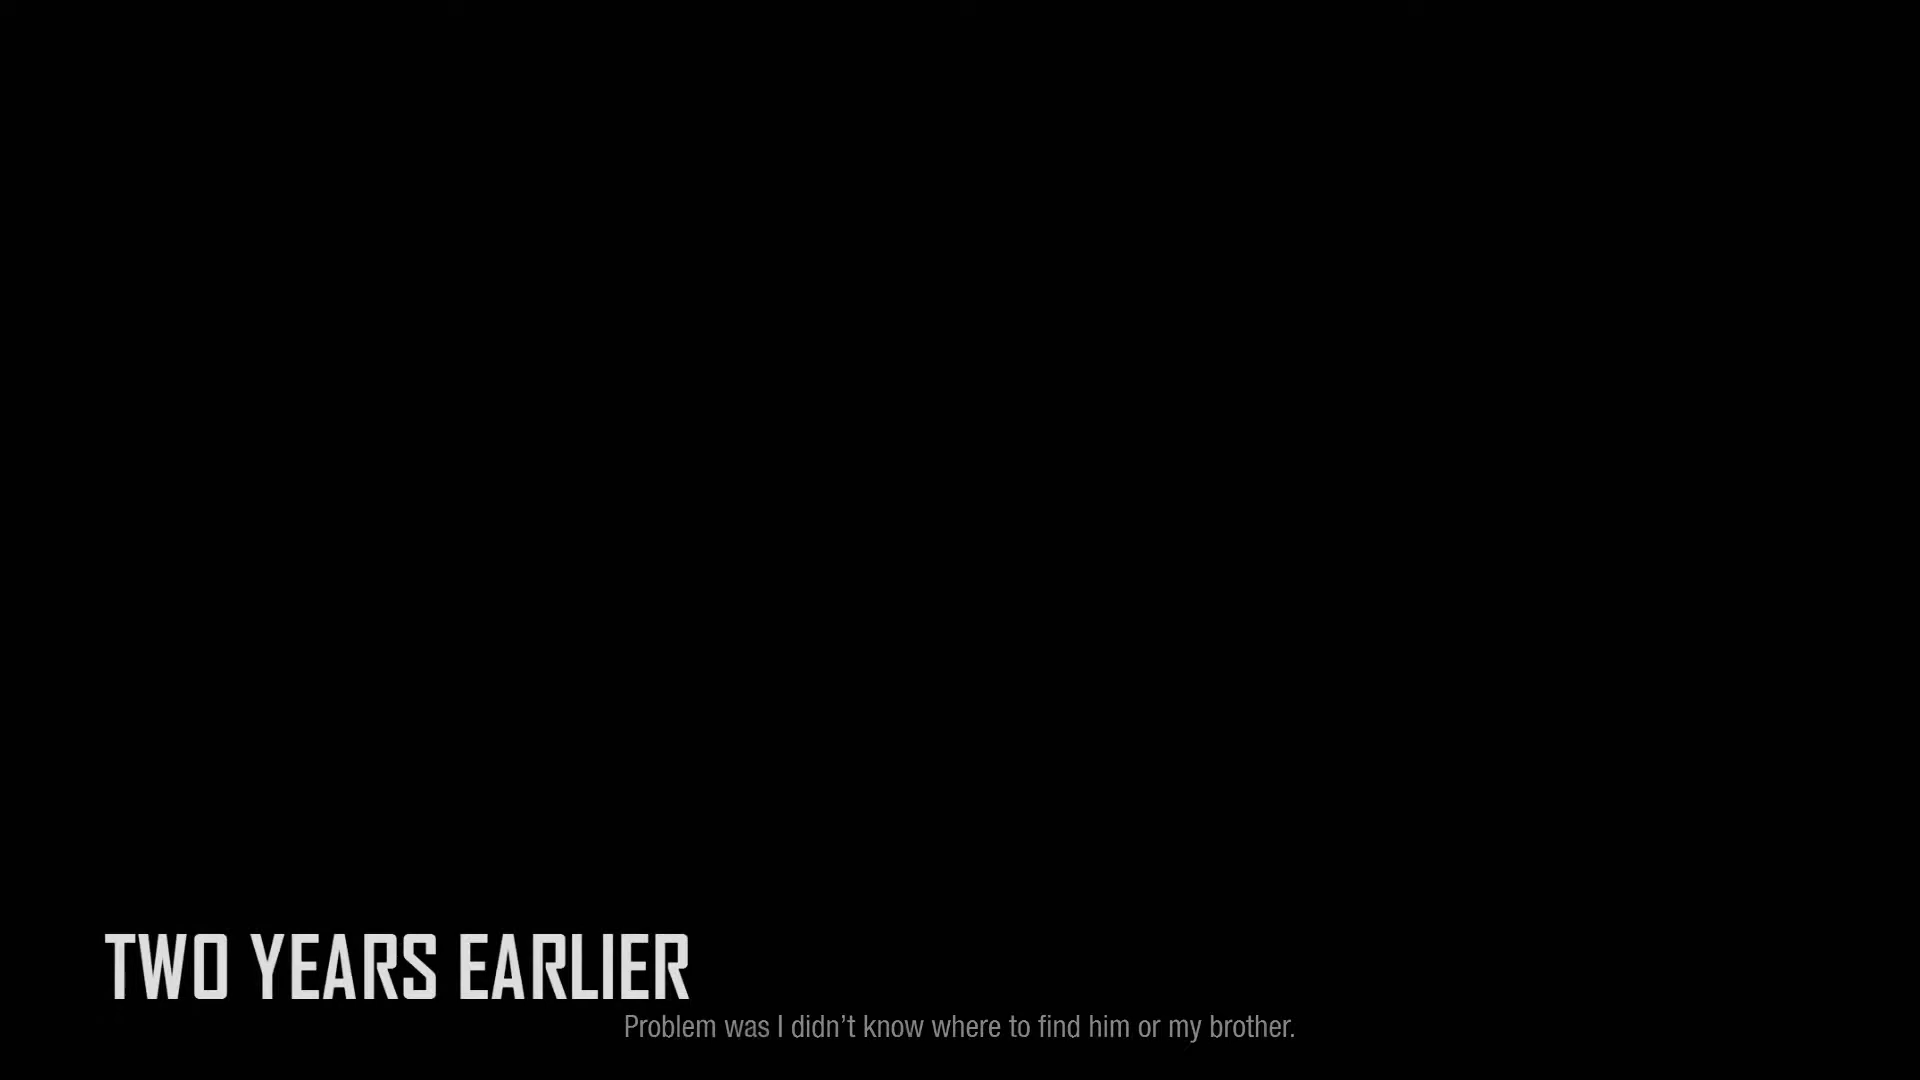 TWO YEARS EARLIER
Problem was I didn’t know where to find him or my brother.